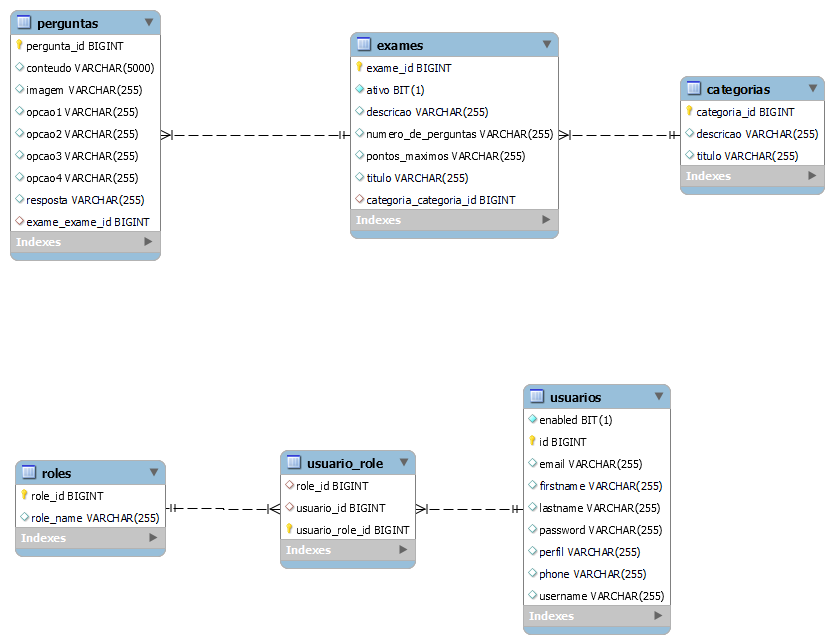 perguntas
pergunta_id BIGINT
conteudo VARCHAR(5000)
imagem VARCHAR(255)
opcao1 VARCHAR(255)
opcao2 VARCHAR(255)
opcao3 VARCHAR(255)
opcao4 VARCHAR(255)
resposta VARCHAR(255)
exame_exame_id BIGINT
Indexes
exames
exame_id BIGINT
ativo BIT(1)
descricao VARCHAR(255)
numero_de_perguntas VARCHAR(255)
pontos_maximos VARCHAR(255)
titulo VARCHAR(255)
categoria_categoria_id BIGINT
Indexes
categorias
categoria_id BIGINT
descricao VARCHAR(255)
titulo VARCHAR(255)
Indexes
roles
role_id BIGINT
role_name VARCHAR(255)
Indexes
usuario_role
role_id BIGINT
usuario_id BIGINT
usuario_role_id BIGINT
Indexes
usuarios
enabled BIT(1)
id BIGINT
email VARCHAR(255)
firstname VARCHAR(255)
lastname VARCHAR(255)
password VARCHAR(255)
perfil VARCHAR(255)
phone VARCHAR(255)
username VARCHAR(255)
Indexes